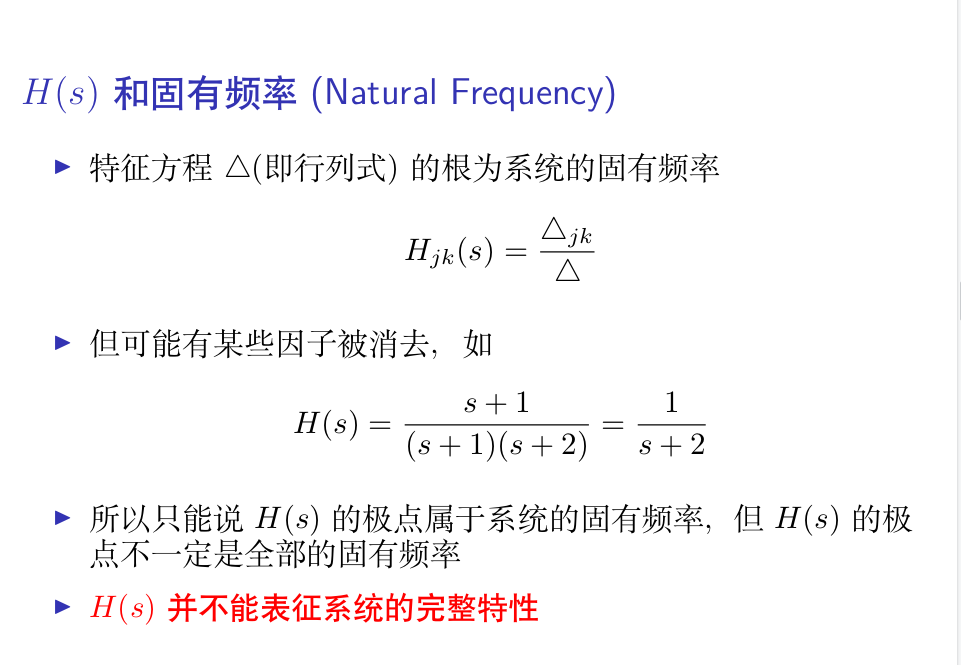 H(s) 和固有频率 (Natural Frequency)
▶ 特征方程 △(即行列式) 的根为系统的固有频率
H_{jk}(s) = \frac{△_{jk}}{△}
▶ 但可能有某些因子被消去，如
H(s) = \frac{s + 1}{(s + 1)(s + 2)} = \frac{1}{s + 2}
▶ 所以只能说 H(s) 的极点属于系统的固有频率，但 H(s) 的极
点不一定是全部的固有频率
▶ H(s) 并不能表征系统的完整特性